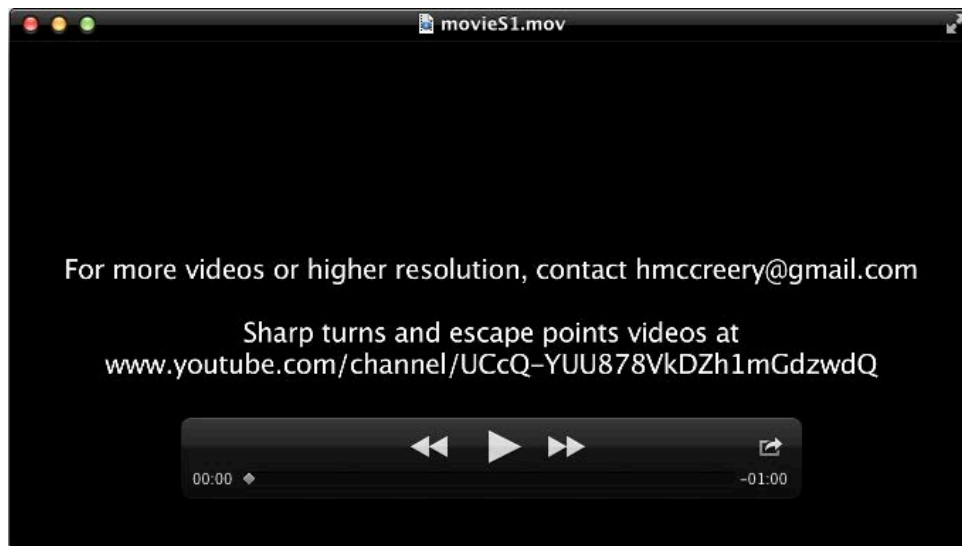 movieS1.mov
For more videos or higher resolution, contact hmccreery@gmail.com
Sharp turns and escape points videos at
www.youtube.com/channel/UCcQ-YUU878VkDZh1mGdzwdQ
00:00 -01:00